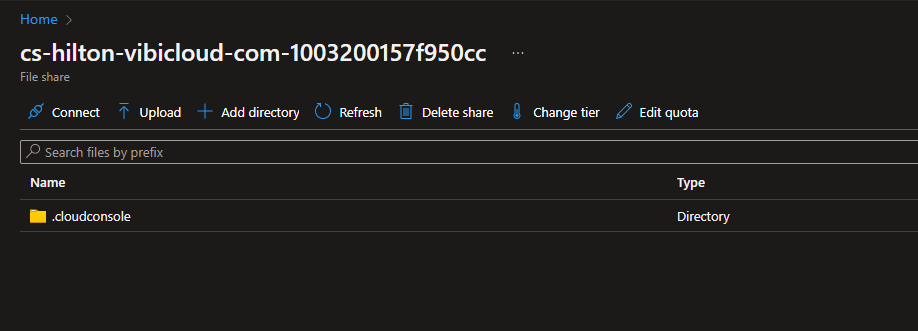 Home
cs-hilton-vibicloud-com-1003200157f950cc ...
File share
Connect Upload Add directory Refresh Delete share Change tier Edit quota
Search files by prefix
Name Type
.cloudconsole Directory